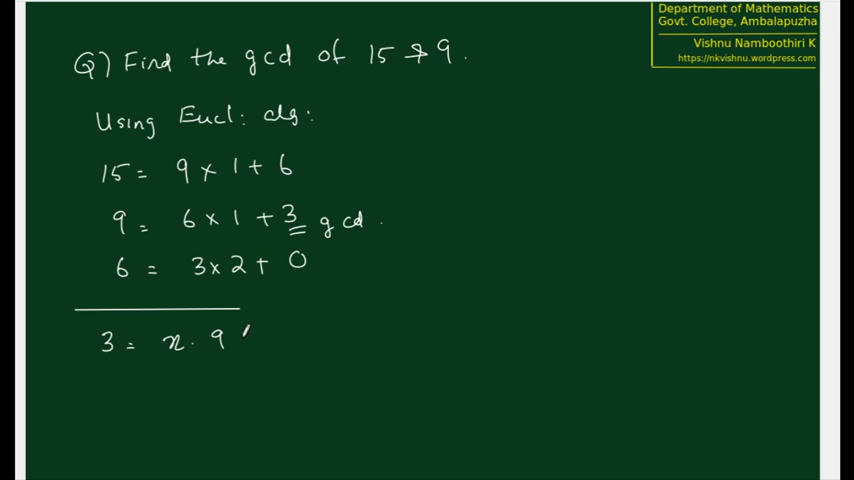 Department of Mathematics
Govt. College, Ambalapuzha
Vishnu Namboothiri K
https://nkvishnu.wordpress.com
Q) Find the gcd of 15 & 9.
Using Eucl: alg:
15 = 9 x 1 + 6
9 = 6 x 1 + 3 gcd.
6 = 3 x 2 + 0
3 = x. 9